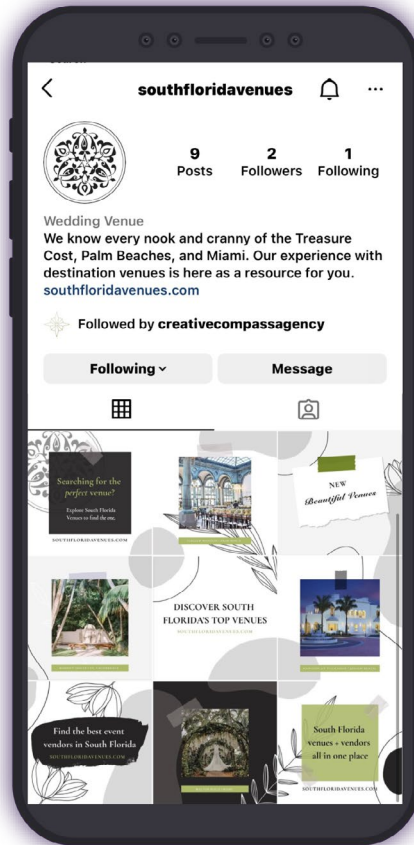 southfloridavenues
9 2 1
Posts Followers Following
Wedding Venue
We know every nook and cranny of the Treasure
Cost, Palm Beaches, and Miami. Our experience with
destination venues is here as a resource for you.
southfloridavenues.com
Followed by creativecompassagency
Following
Message
Searching for the
perfect venue?
Explore South Florida
Venues to find the one.
SOUTHFLORIDAVENUES.COM
NEW
Beautiful Venues
DISCOVER SOUTH
FLORIDA'S TOP VENUES
SOUTHFLORIDAVENUES.COM
Find the best event
vendors in South Florida
SOUTHFLORIDAVENUES.COM
South Florida
venues + vendors
all in one place
SOUTHFLORIDAVENUES.COM